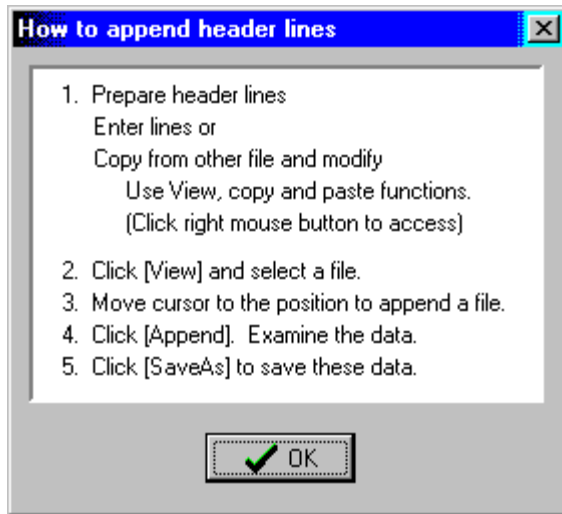 How to append header lines
1. Prepare header lines
Enter lines or
Copy from other file and modify
Use View, copy and paste functions.
(Click right mouse button to access)
2. Click [View] and select a file.
3. Move cursor to the position to append a file.
4. Click [Append]. Examine the data.
5. Click [SaveAs] to save these data.
OK